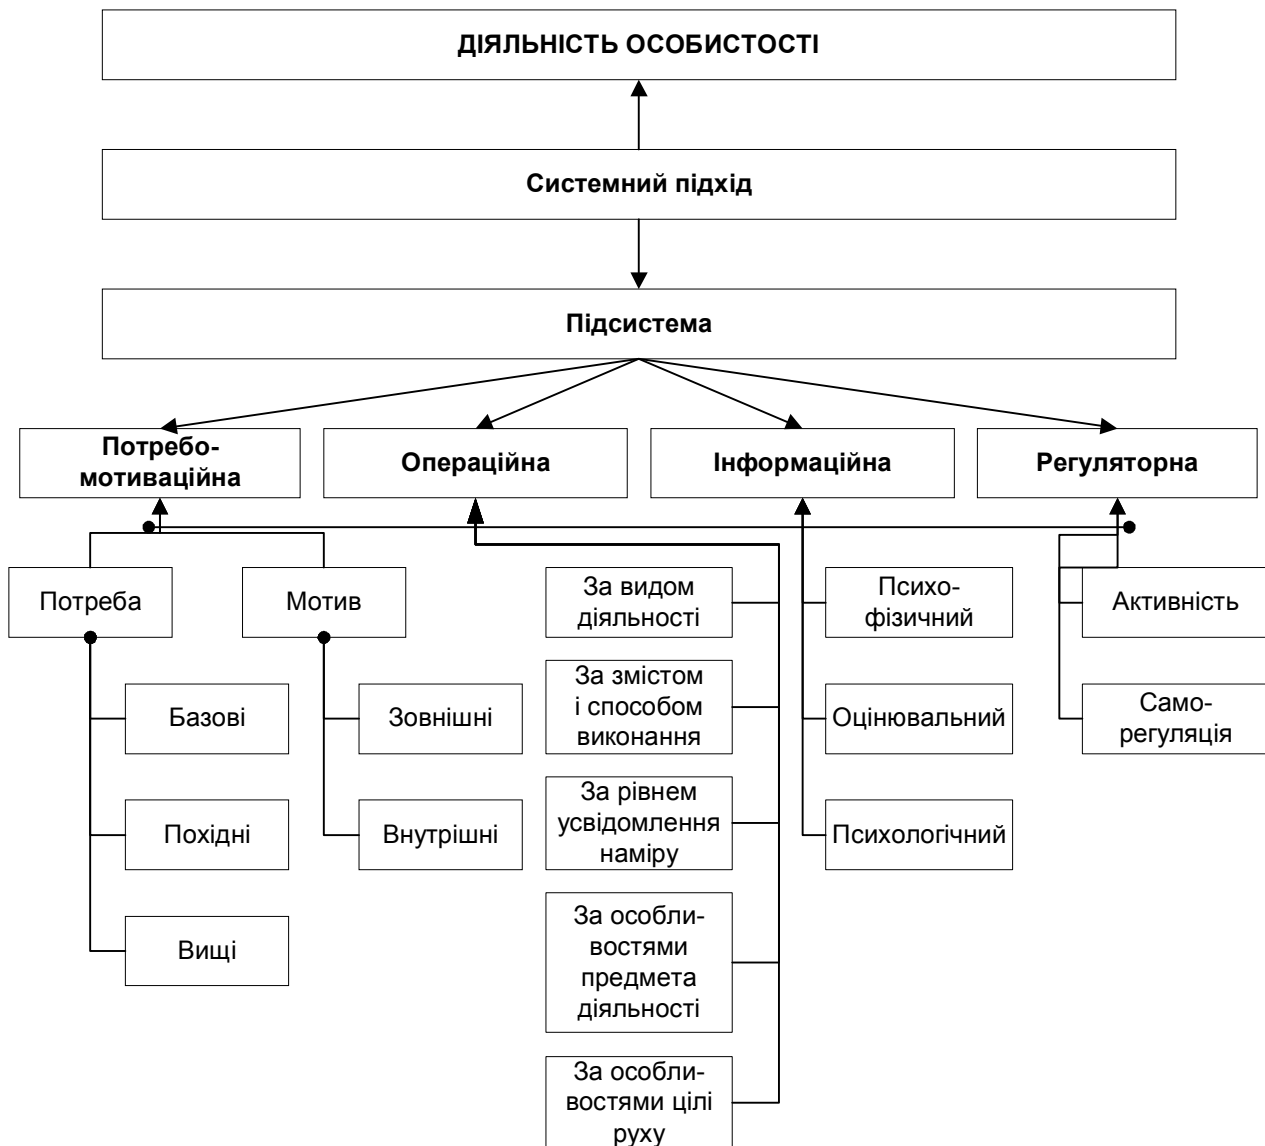 ДІЯЛЬНІСТЬ ОСОБИСТОСТІ
Системний підхід
Підсистема
Потребо-
мотиваційна
Операційна
Інформаційна
Регуляторна
Потреба
Мотив
Базові
Похідні
Вищі
Зовнішні
Внутрішні
За видом
діяльності
За змістом
і способом
виконання
За рівнем
усвідомлення
наміру
За особли-
востями
предмета
діяльності
За особли-
востями цілі
руху
Психо-
фізичний
Оцінювальний
Психологічний
Активність
Само-
регуляція